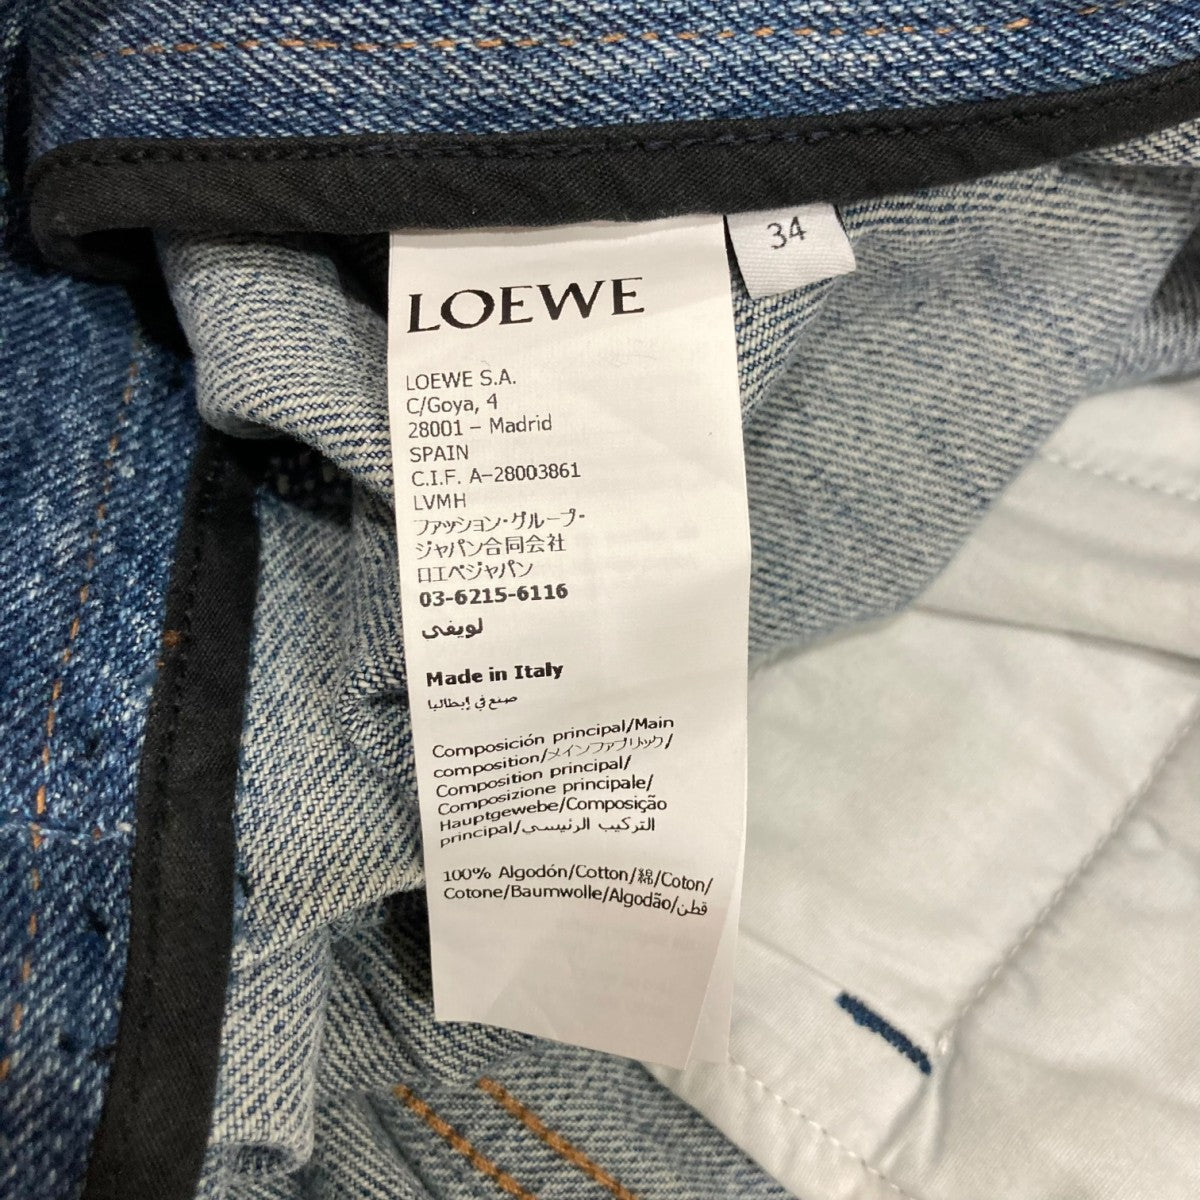 34
LOEWE
LOEWE S.A.
C/Goya, 4
28001 – Madrid
SPAIN
C.I.F. A-28003861
LVMH
ファッション・グループ・
ジャパン合同会社
ロエベジャパン
03-6215-6116
لويفي
Made in Italy
صنع في إيطاليا
Composición principal/Main
composition/メインファブリック/
Composition principal/
Composizione principale/
Hauptgewebe/Composição
principal/التركيب الرئيسي
100% Algodón/Cotton/綿/Coton/
Cotone/Baumwolle/Algodão/قطن